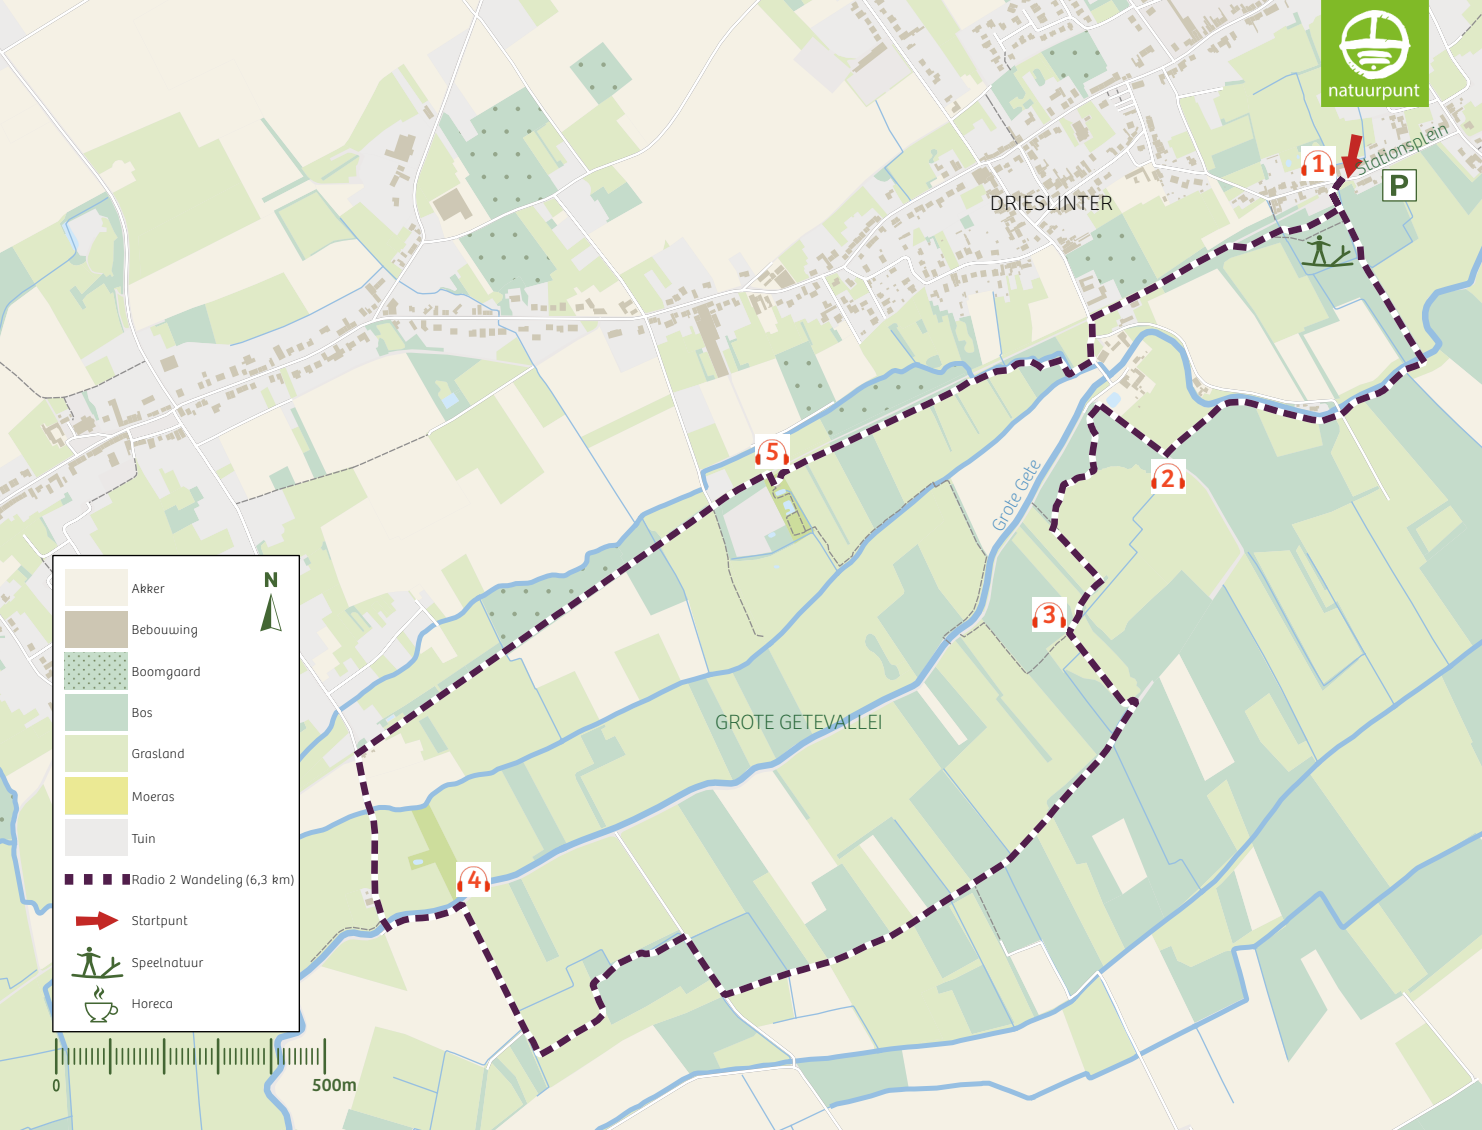 natuurpunt
Stationsplein
1
P
DRIESLINTER
5
2
Grote Gete
3
GROTE GETEVALLEI
4
N
Akker
Bebouwing
Boomgaard
Bos
Grasland
Moeras
Tuin
Radio 2 Wandeling (6,3 km)
Startpunt
Speelnatuur
Horeca
0 500m